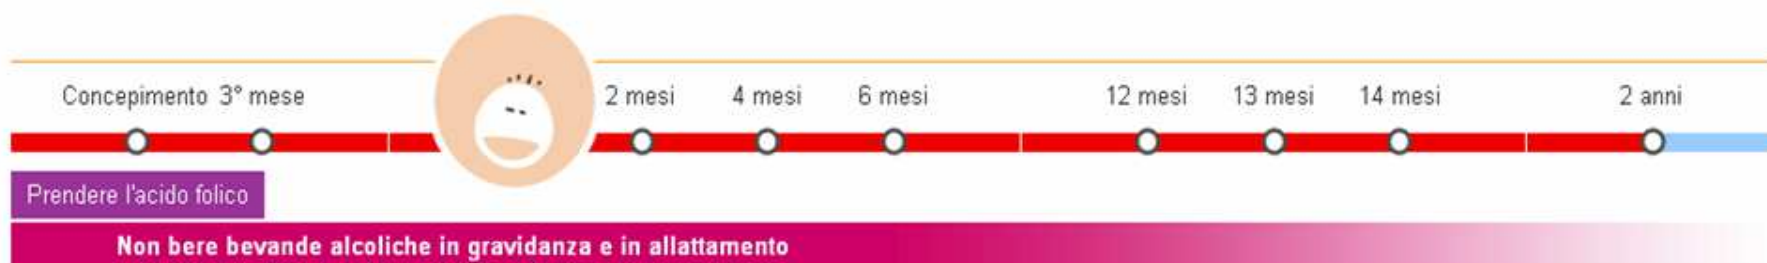 Concepimento 3° mese 2 mesi 4 mesi 6 mesi 12 mesi 13 mesi 14 mesi 2 anni
Prendere l'acido folico
Non bere bevande alcoliche in gravidanza e in allattamento